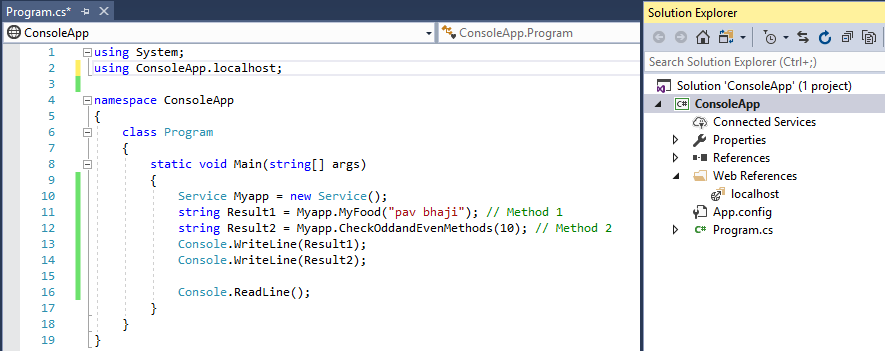 Program.cs*
ConsoleApp
ConsoleApp.Program
1 using System;
2 using ConsoleApp.localhost;
3
4 namespace ConsoleApp
5 {
6 class Program
7 {
8 static void Main(string[] args)
9 {
10 Service Myapp = new Service();
11 string Result1 = Myapp.MyFood("pav bhaji"); // Method 1
12 string Result2 = Myapp.CheckOddandEvenMethods(10); // Method 2
13 Console.WriteLine(Result1);
14 Console.WriteLine(Result2);
15
16 Console.ReadLine();
17 }
18 }
19 }
Solution Explorer
Search Solution Explorer (Ctrl+;)
Solution 'ConsoleApp' (1 project)
C# ConsoleApp
Connected Services
Properties
References
Web References
localhost
App.config
C# Program.cs